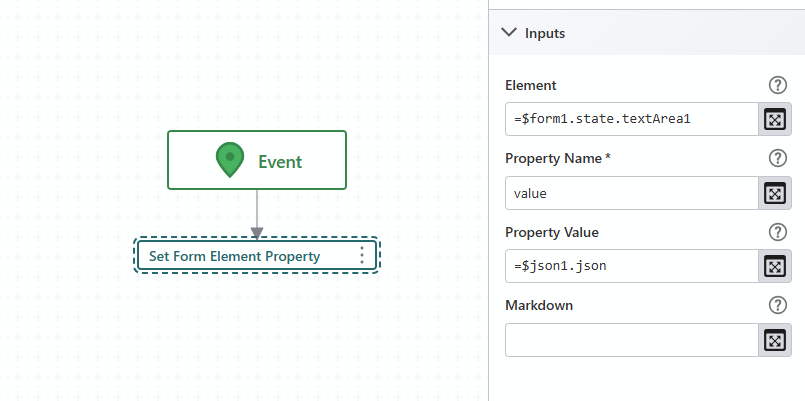 Inputs
Element
=$form1.state.textArea1
Property Name *
value
Property Value
=$json1.json
Markdown
Event
Set Form Element Property